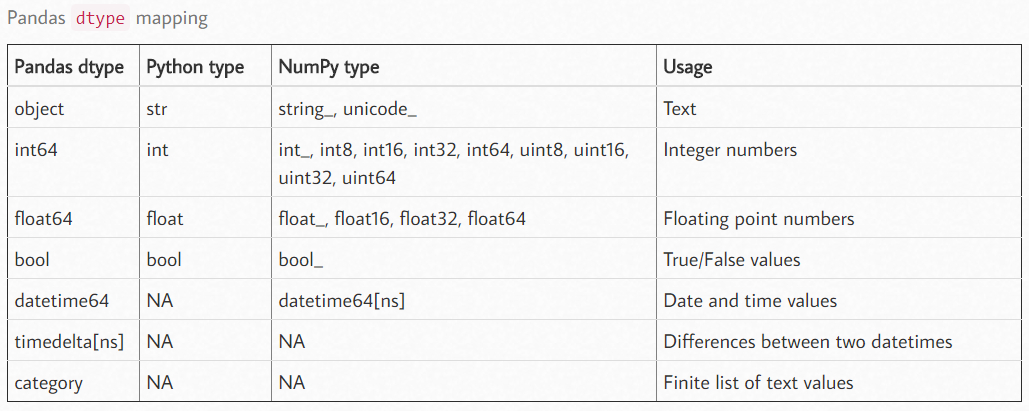 Pandas dtype mapping
Pandas dtype Python type NumPy type Usage
object str string_, unicode_ Text
int64 int int_, int8, int16, int32, int64, uint8, uint16, Integer numbers
uint32, uint64
float64 float float_, float16, float32, float64 Floating point numbers
bool bool bool_ True/False values
datetime64 NA datetime64[ns] Date and time values
timedelta[ns] NA NA Differences between two datetimes
category NA NA Finite list of text values